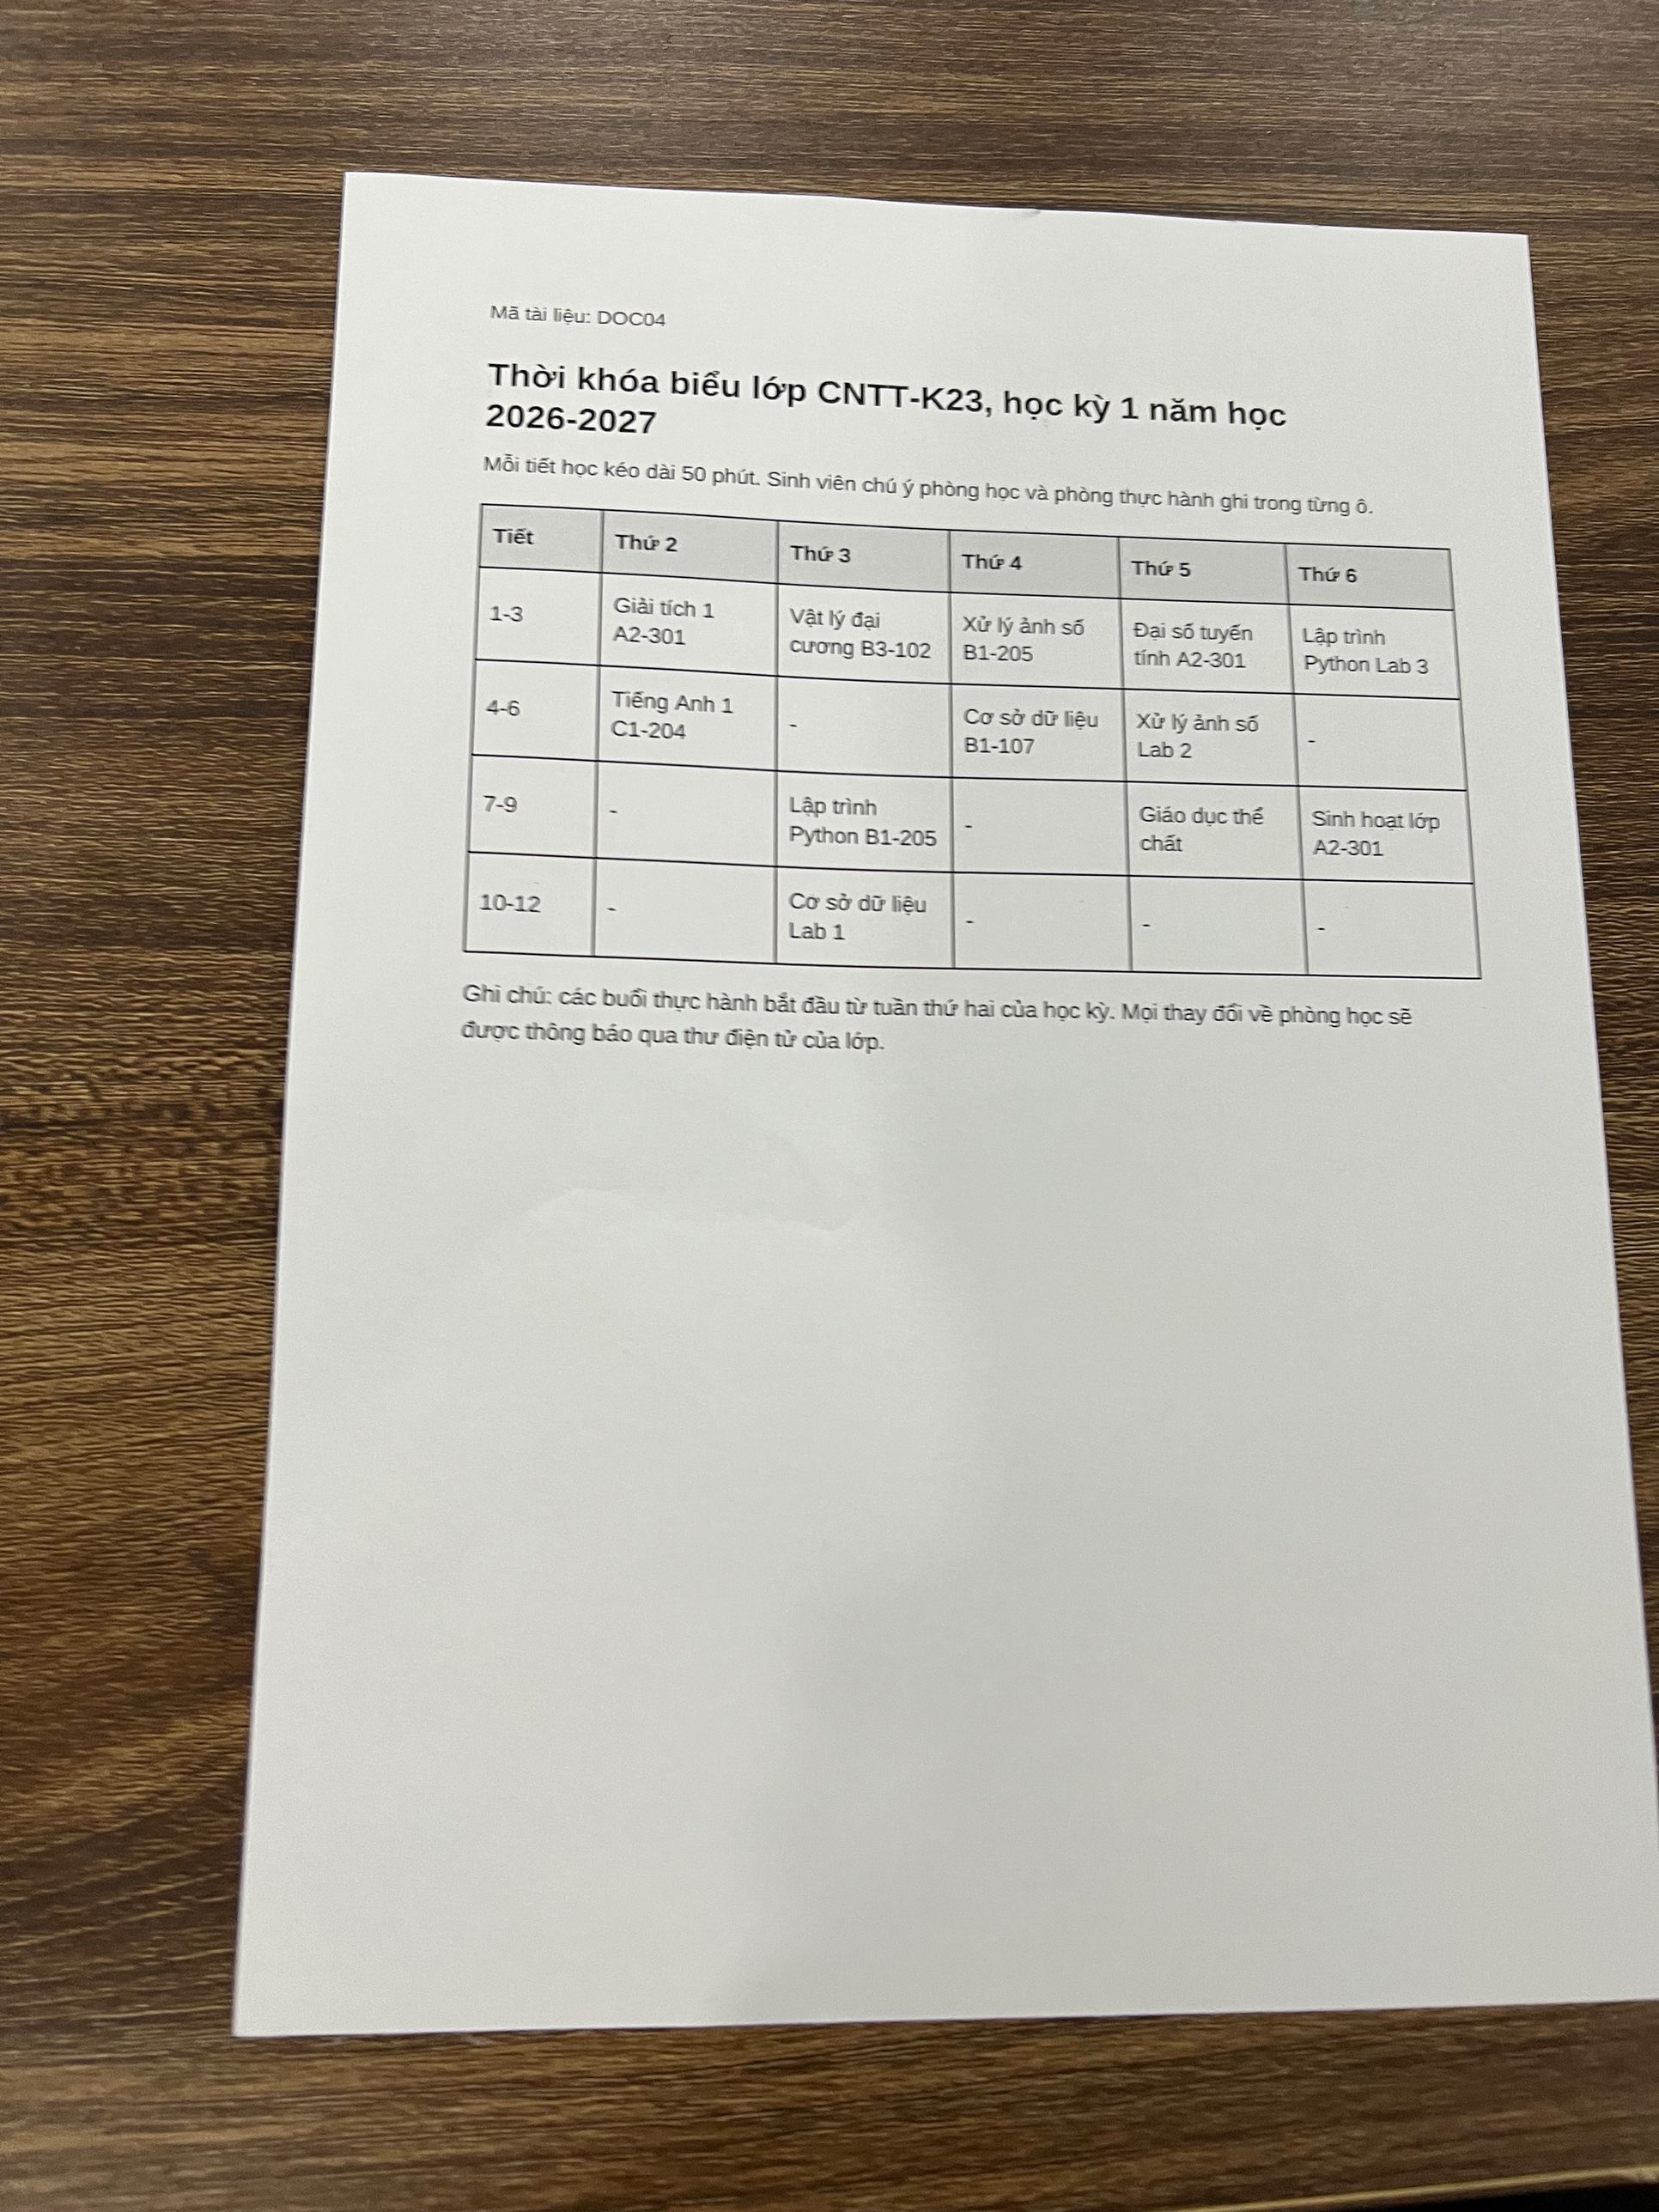 Mã tài liệu: DOC04
Thời khóa biểu lớp CNTT-K23, học kỳ 1 năm học
2026-2027
Mỗi tiết học kéo dài 50 phút. Sinh viên chú ý phòng học và phòng thực hành ghi trong từng ô.
Tiết Thứ 2 Thứ 3 Thứ 4 Thứ 5 Thứ 6
1-3 Giải tích 1 Vật lý đại Xử lý ảnh số Đại số tuyến Lập trình
A2-301 cương B3-102 B1-205 tính A2-301 Python Lab 3
4-6 Tiếng Anh 1 - Cơ sở dữ liệu Xử lý ảnh số -
C1-204 B1-107 Lab 2
7-9 - Lập trình - Giáo dục thể Sinh hoạt lớp
Python B1-205 chất A2-301
10-12 - Cơ sở dữ liệu - - -
Lab 1
Ghi chú: các buổi thực hành bắt đầu từ tuần thứ hai của học kỳ. Mọi thay đổi về phòng học sẽ
được thông báo qua thư điện tử của lớp.